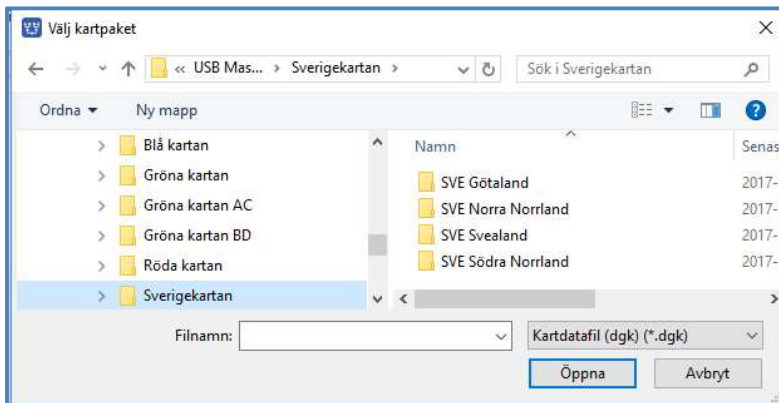 Välj kartpaket
« USB Mas... > Sverigekartan >
Sök i Sverigekartan
Ordna
Ny mapp
Blå kartan
Gröna kartan
Gröna kartan AC
Gröna kartan BD
Röda kartan
Sverigekartan
Namn
Senas
SVE Götaland
2017-
SVE Norra Norrland
2017-
SVE Svealand
2017-
SVE Södra Norrland
2017-
Filnamn:
Kartdatafil (dgk) (*.dgk)
Öppna
Avbryt